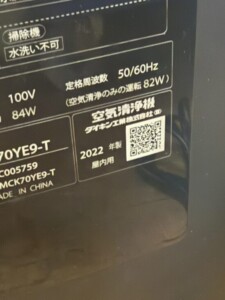 掃除機
水洗い不可
100V
定格周波数 50/60Hz
84W
(空気清浄のみの運転 82W)
空気清浄機
ダイキン工業株式会社
70YE9-T
2022 年製
屋内用
C005759
MCK70YE9-T
IN CHINA